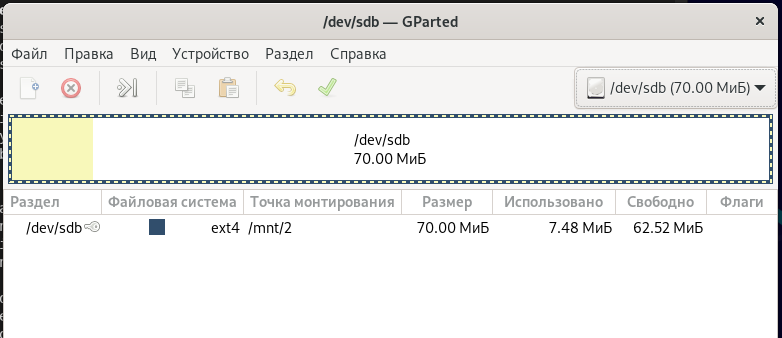 /dev/sdb — GParted
Файл Правка Вид Устройство Раздел Справка
/dev/sdb (70.00 МиБ)
/dev/sdb
70.00 МиБ
Раздел Файловая система Точка монтирования Размер Использовано Свободно Флаги
/dev/sdb ext4 /mnt/2 70.00 МиБ 7.48 МиБ 62.52 МиБ